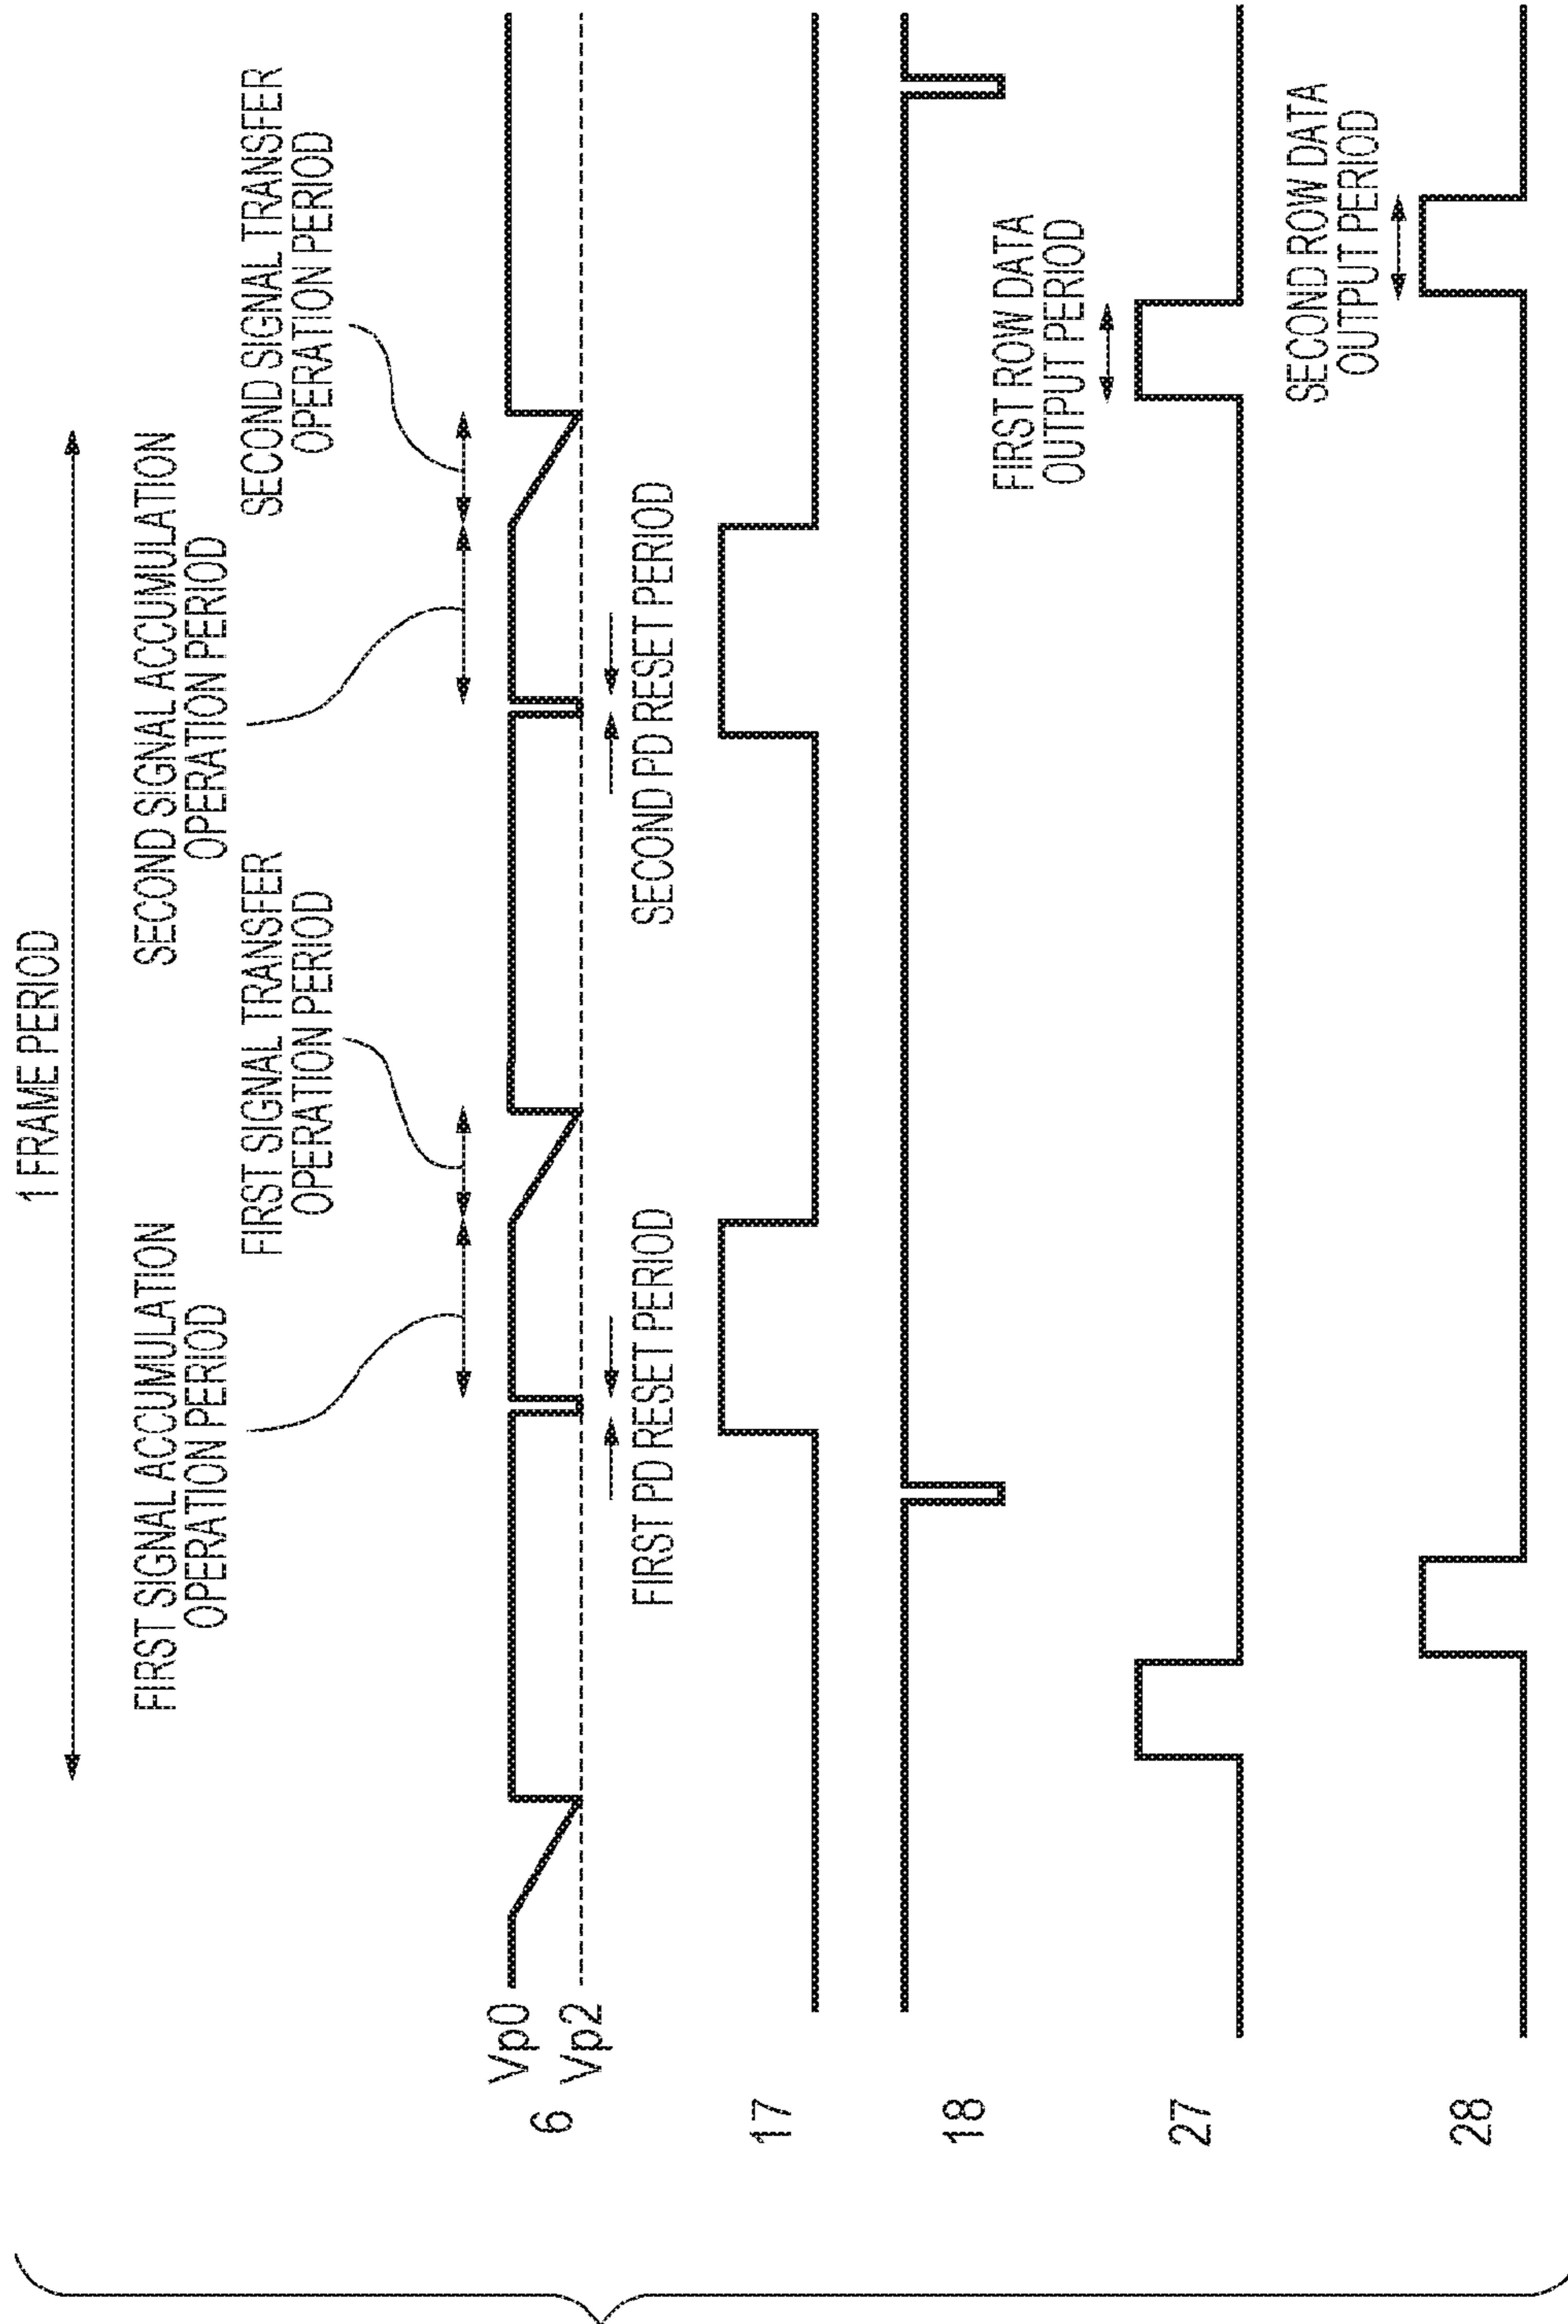 1 FRAME PERIOD
FIRST SIGNAL ACCUMULATION
OPERATION PERIOD
SECOND SIGNAL ACCUMULATION
OPERATION PERIOD
FIRST SIGNAL TRANSFER
OPERATION PERIOD
SECOND SIGNAL TRANSFER
OPERATION PERIOD
Vp0
6
Vp2
FIRST PD RESET PERIOD
SECOND PD RESET PERIOD
17
18
FIRST ROW DATA
OUTPUT PERIOD
27
SECOND ROW DATA
OUTPUT PERIOD
28